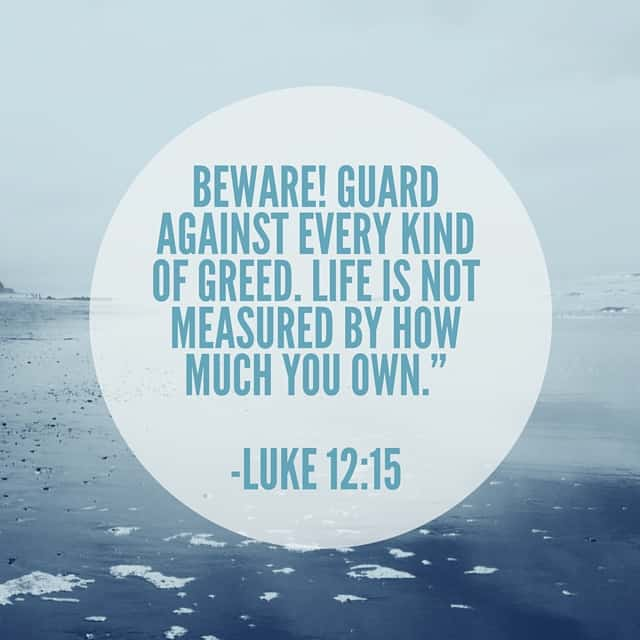 BEWARE! GUARD
AGAINST EVERY KIND
OF GREED. LIFE IS NOT
MEASURED BY HOW
MUCH YOU OWN.”
-LUKE 12:15